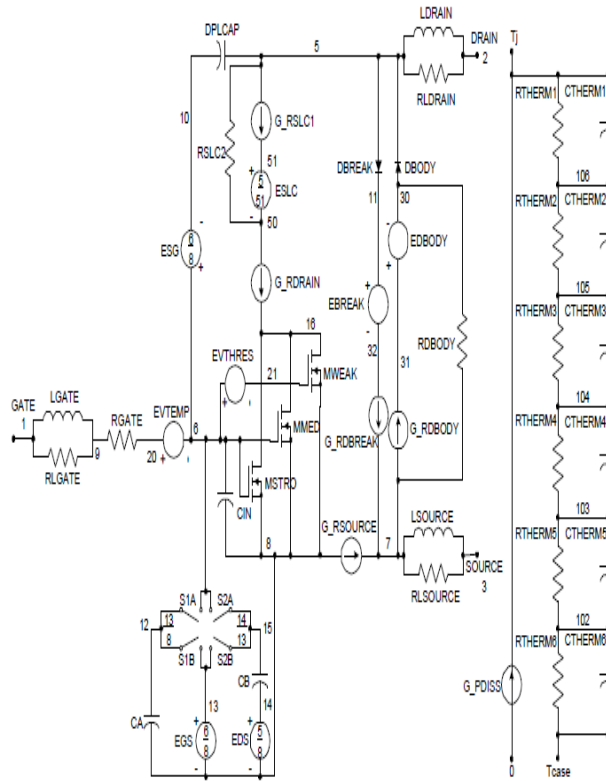 LDRAIN
DPLCAP
5
DRAIN
2
Tj
RLDRAIN
10
RSLC2
G_RSLC1
51
+
5
51
ESLC
-
50
DBREAK
DBODY
11
30
RTHERM1
CTHERM1
106
RTHERM2
CTHERM2
-
6
8
ESG
+
G_RDRAIN
-
EDBODY
+
105
+
EBREAK
-
RTHERM3
CTHERM3
16
32
31
RDBODY
EVTHRES
+
-
21
MWEAK
104
GATE
1
LGATE
RLGATE
9
RGATE
EVTEMP
20
+
-
6
MMED
G_RDBREAK
G_RDBODY
RTHERM4
CTHERM4
MSTRO
CIN
103
8
G_RSOURCE
7
LSOURCE
SOURCE
3
RLSOURCE
RTHERM5
CTHERM5
102
S1A
S2A
12
13
8
14
13
15
S1B
S2B
RTHERM6
CTHERM6
CA
CB
G_PDISS
13
14
+
EGS
6
8
-
+
EDS
5
8
-
0
Tcase